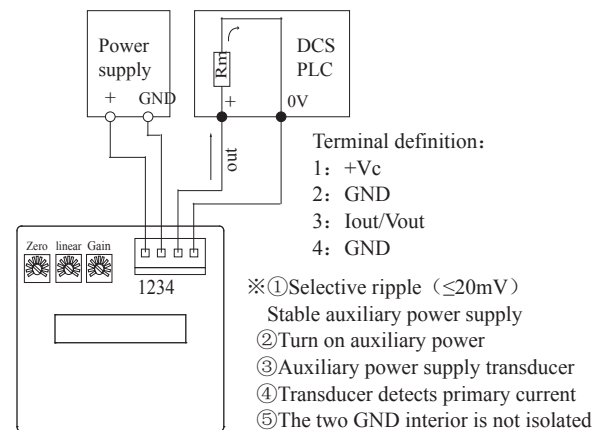 Power
supply
+ GND
DCS
PLC
Rm
+ 0V
out
Terminal definition:
1: +Vc
2: GND
3: Iout/Vout
4: GND
Zero linear Gain
1234
※①Selective ripple（≤20mV）
Stable auxiliary power supply
②Turn on auxiliary power
③Auxiliary power supply transducer
④Transducer detects primary current
⑤The two GND interior is not isolated